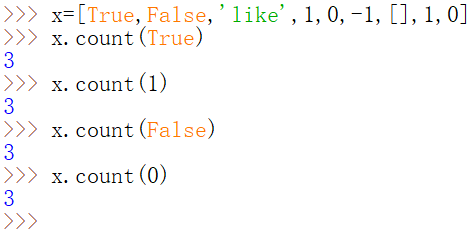 >>> x=[True,False,'like',1,0,-1,[],1,0]
>>> x.count(True)
3
>>> x.count(1)
3
>>> x.count(False)
3
>>> x.count(0)
3
>>>